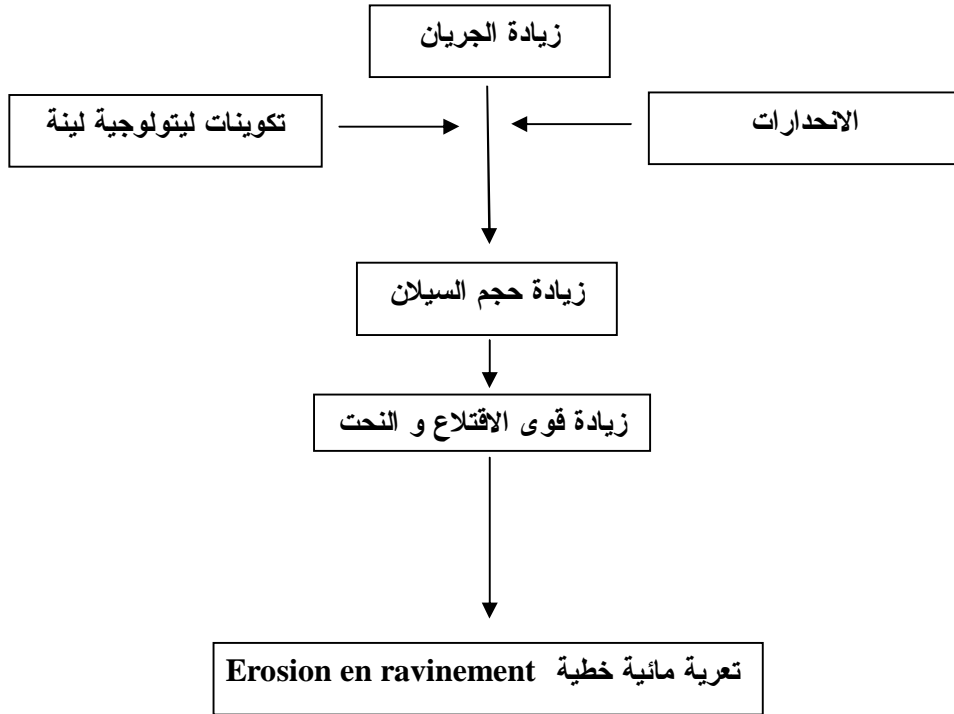 زيادة الجريان
الانحدارات
تكوينات ليتولوجية لينة
زيادة حجم السيلان
زيادة قوى الاقتلاع و النحت
تعرية مائية خطية Erosion en ravinement